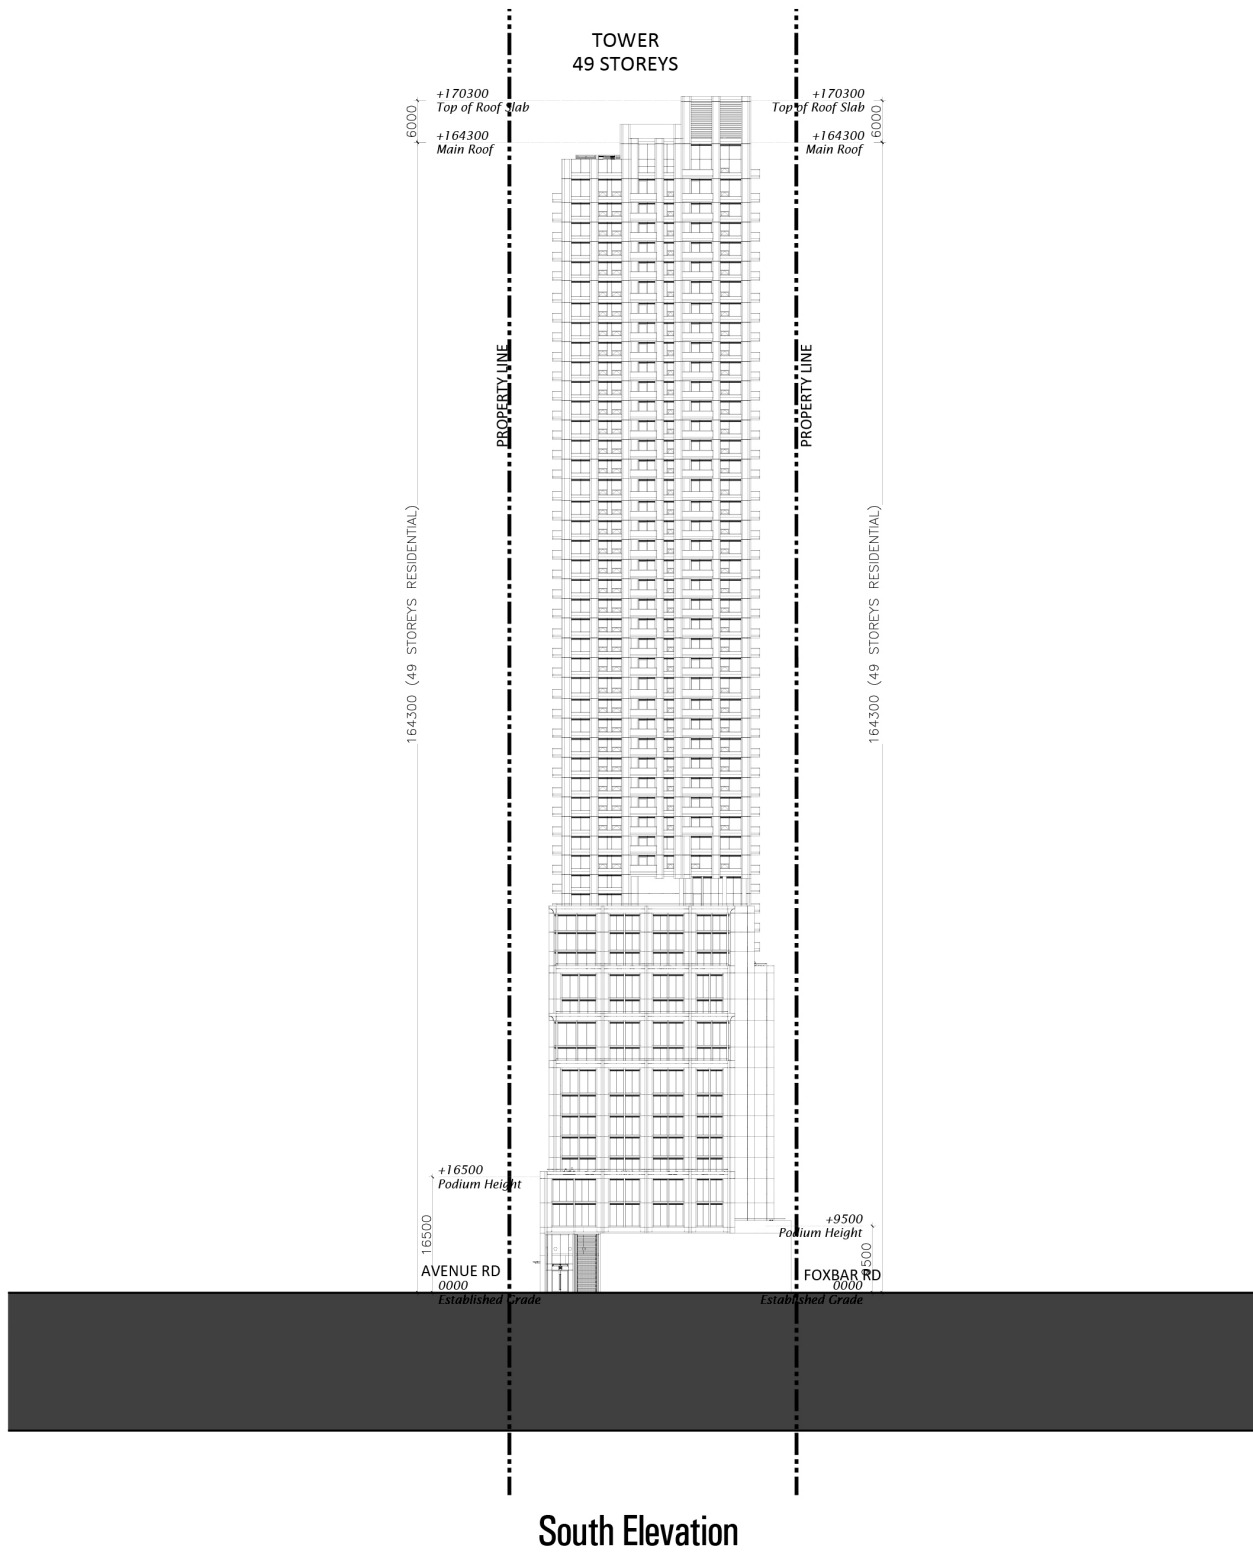 TOWER
49 STOREYS
+170300
Top of Roof Slab
+170300
Top of Roof Slab
6000
6000
+164300
Main Roof
+164300
Main Roof
PROPERTY LINE
PROPERTY LINE
164300 (49 STOREYS RESIDENTIAL)
164300 (49 STOREYS RESIDENTIAL)
+16500
Podium Height
16500
+9500
Podium Height
9500
AVENUE RD
FOXBAR RD
0000
Established Grade
0000
Established Grade
South Elevation